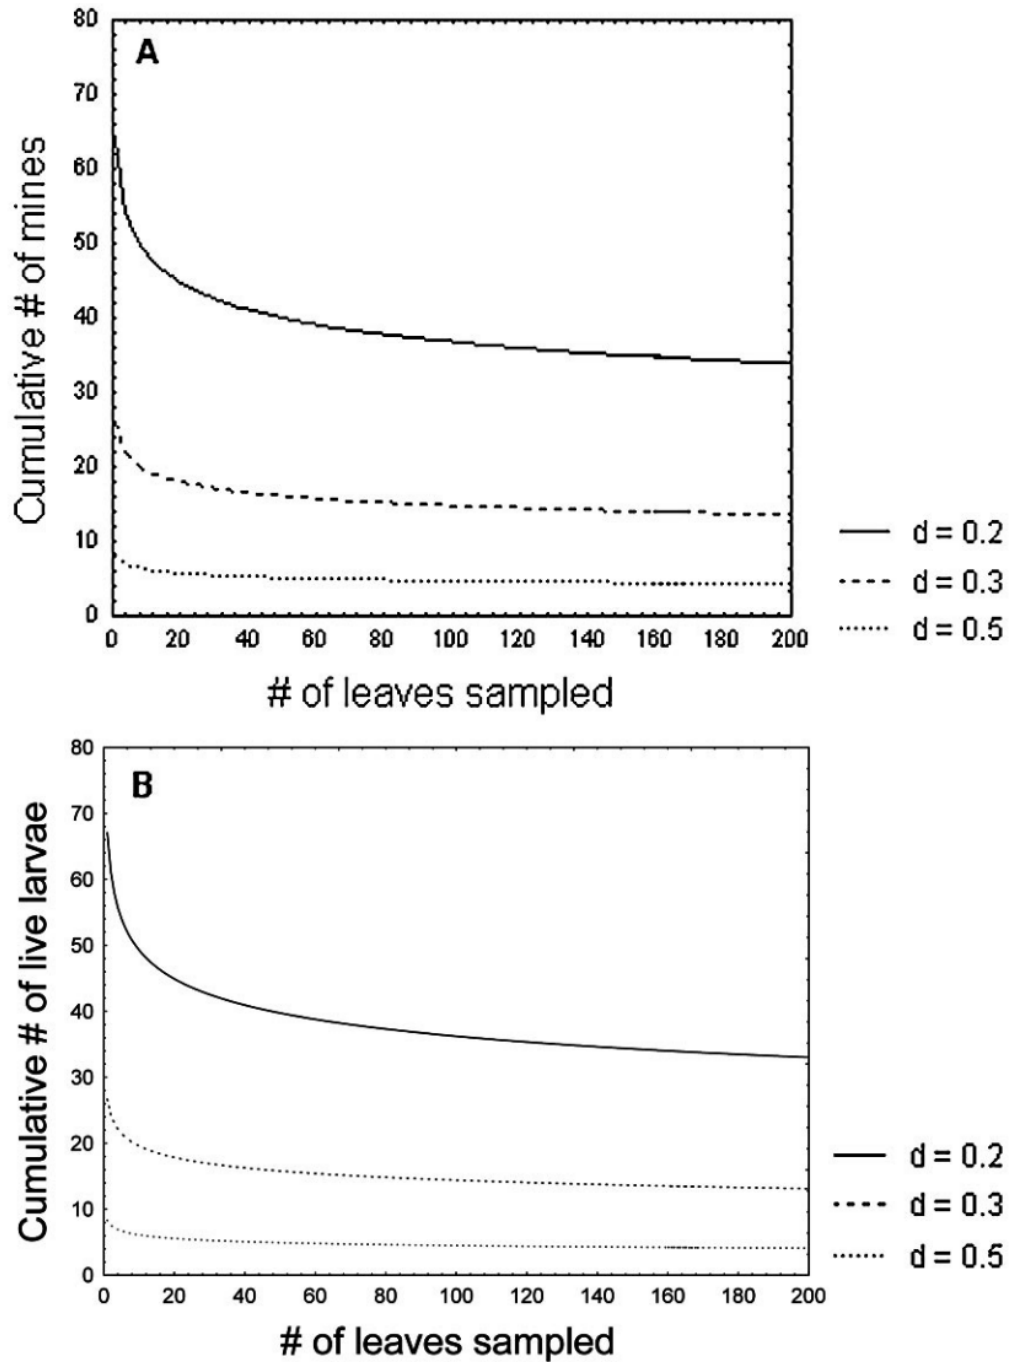 A
80
70
60
50
40
30
20
10
0
Cumulative # of mines
0 20 40 60 80 100 120 140 160 180 200
# of leaves sampled
d = 0.2
d = 0.3
d = 0.5
B
80
70
60
50
40
30
20
10
0
Cumulative # of live larvae
0 20 40 60 80 100 120 140 160 180 200
# of leaves sampled
d = 0.2
d = 0.3
d = 0.5